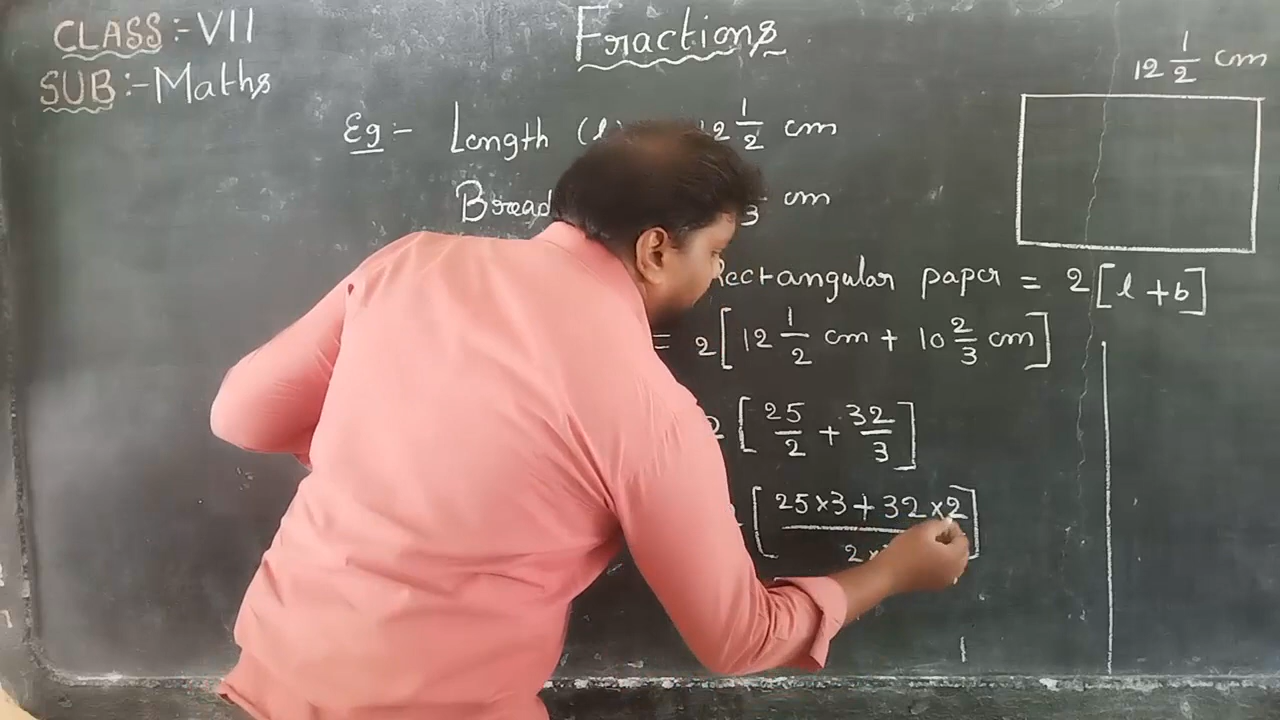 CLASS:- VII
SUB:- Maths
Fractions
12 1/2 cm
Eg:- Length (l) 12 1/2 cm
3 cm
Rectangular paper = 2[l+b]
= 2[12 1/2 cm + 10 2/3 cm]
2[25/2 + 32/3]
[25×3+32×2
2×